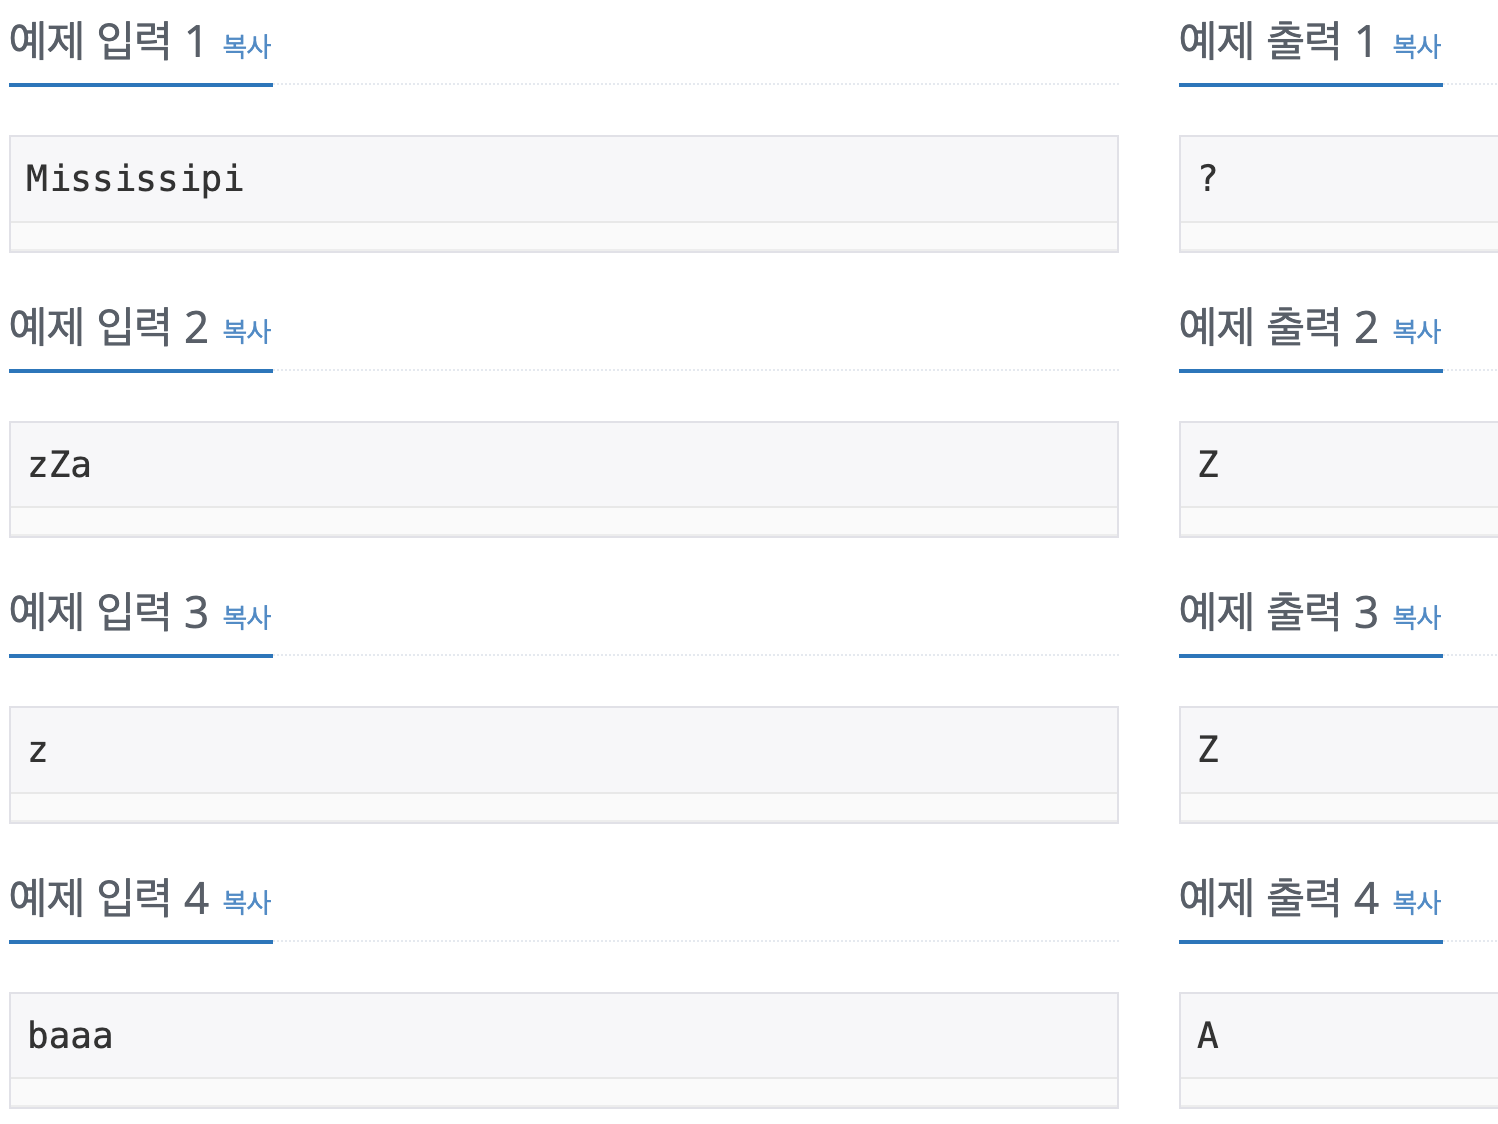 예제 입력 1 복사
예제 출력 1 복사
Mississipi
?
예제 입력 2 복사
예제 출력 2 복사
zZa
Z
예제 입력 3 복사
예제 출력 3 복사
z
Z
예제 입력 4 복사
예제 출력 4 복사
baaa
A